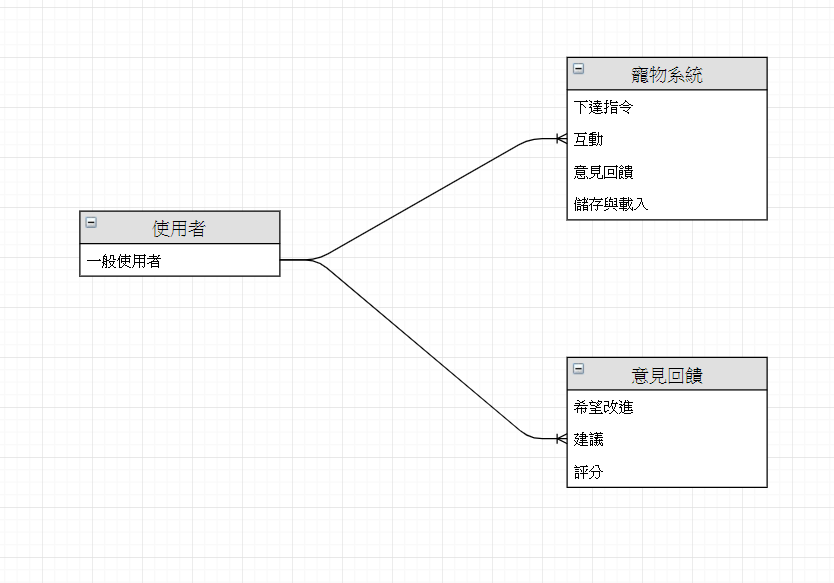 寵物系統
下達指令
互動
意見回饋
儲存與載入
使用者
一般使用者
意見回饋
希望改進
建議
評分